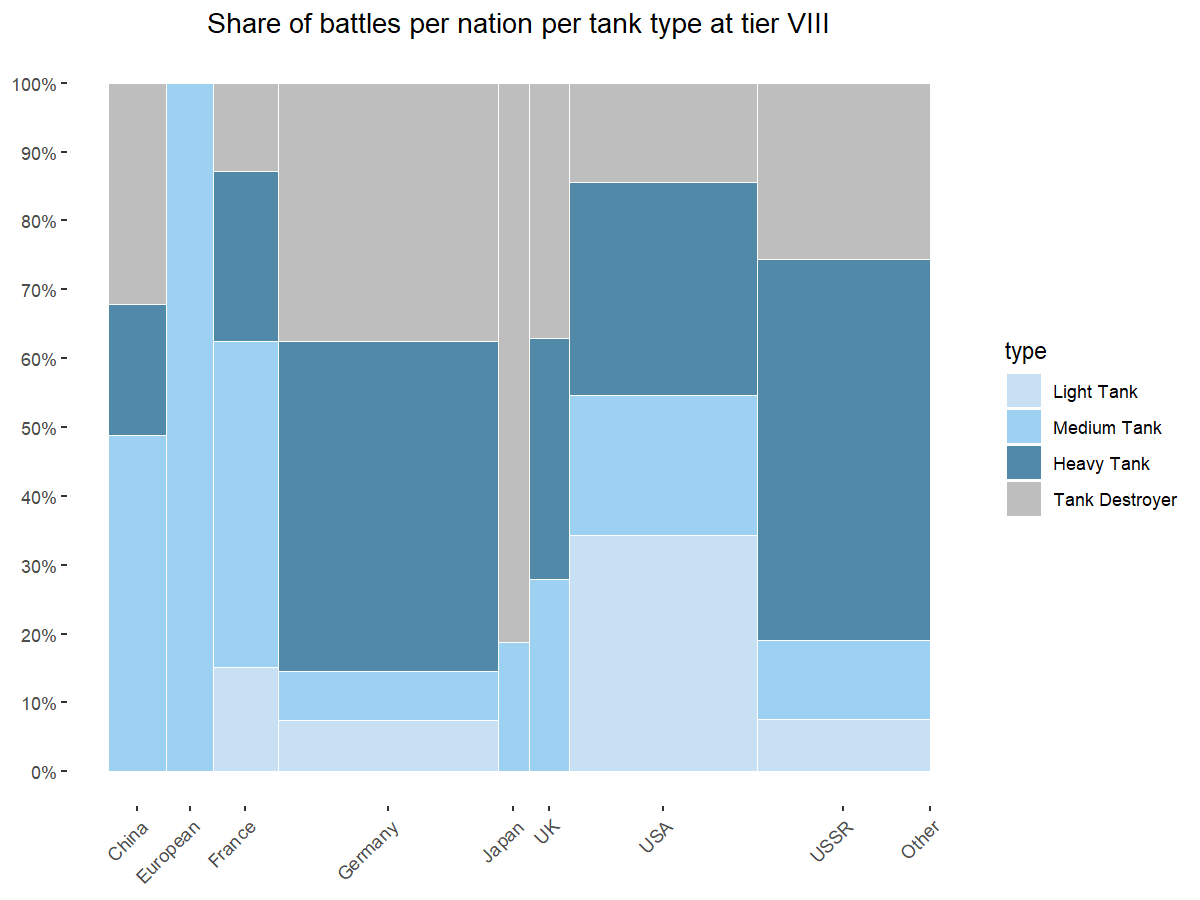 Share of battles per nation per tank type at tier VIII
100%
90%
80%
70%
60%
50%
40%
30%
20%
10%
0%
China
European
France
Germany
Japan
UK
USA
USSR
Other
type
Light Tank
Medium Tank
Heavy Tank
Tank Destroyer